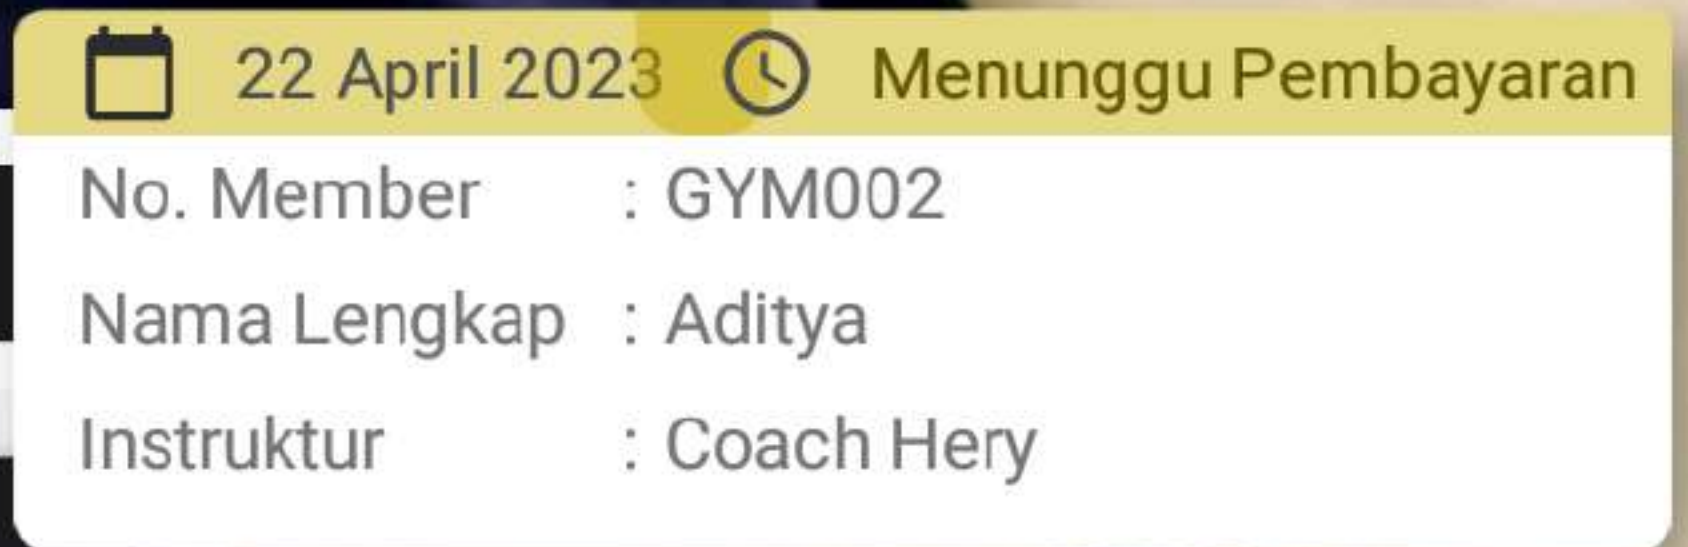 22 April 2023 Menunggu Pembayaran
No. Member : GYM002
Nama Lengkap : Aditya
Instruktur : Coach Hery